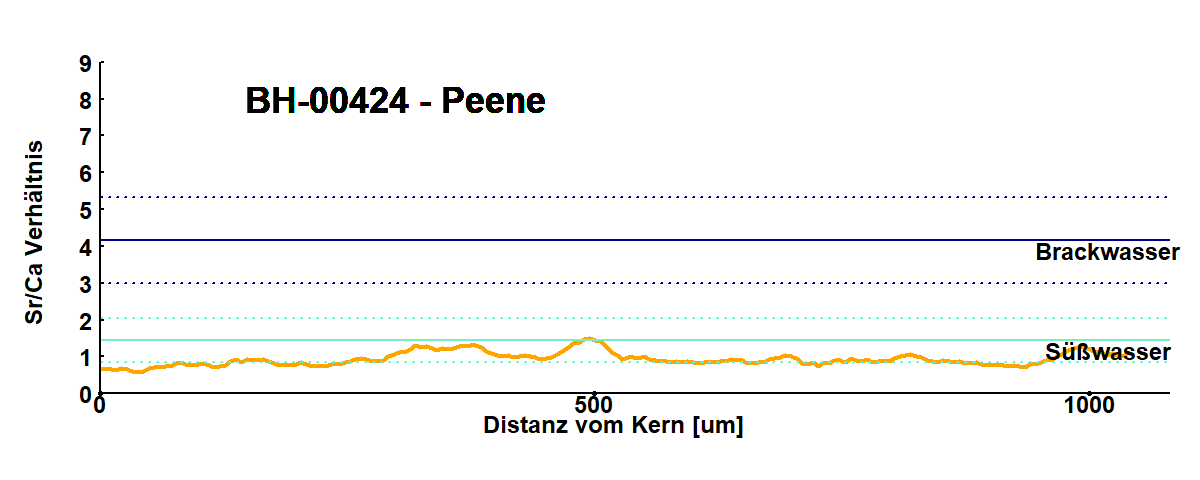 BH-00424 - Peene
Sr/Ca Verhältnis
9
8
7
6
5
4
3
2
1
0
Brackwasser
Süßwasser
0 500 1000
Distanz vom Kern [um]